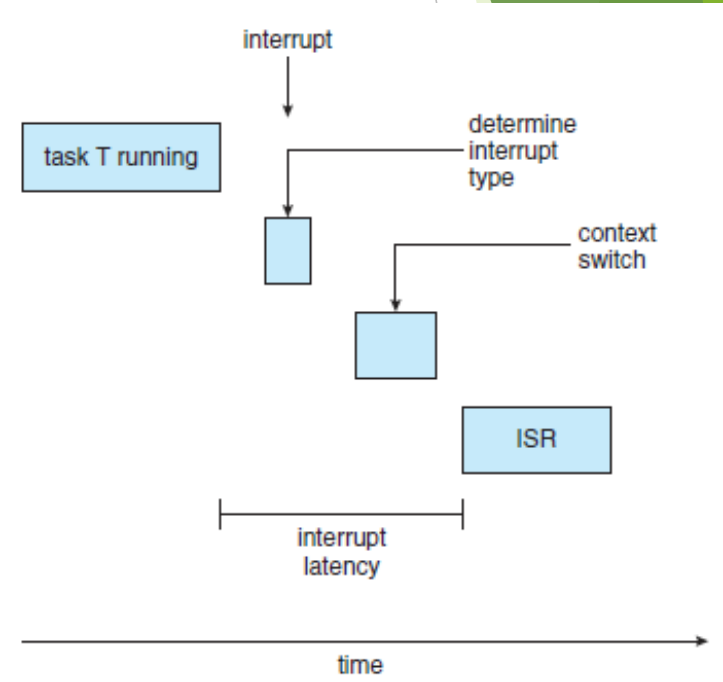 interrupt
task T running
determine
interrupt
type
context
switch
ISR
interrupt
latency
time